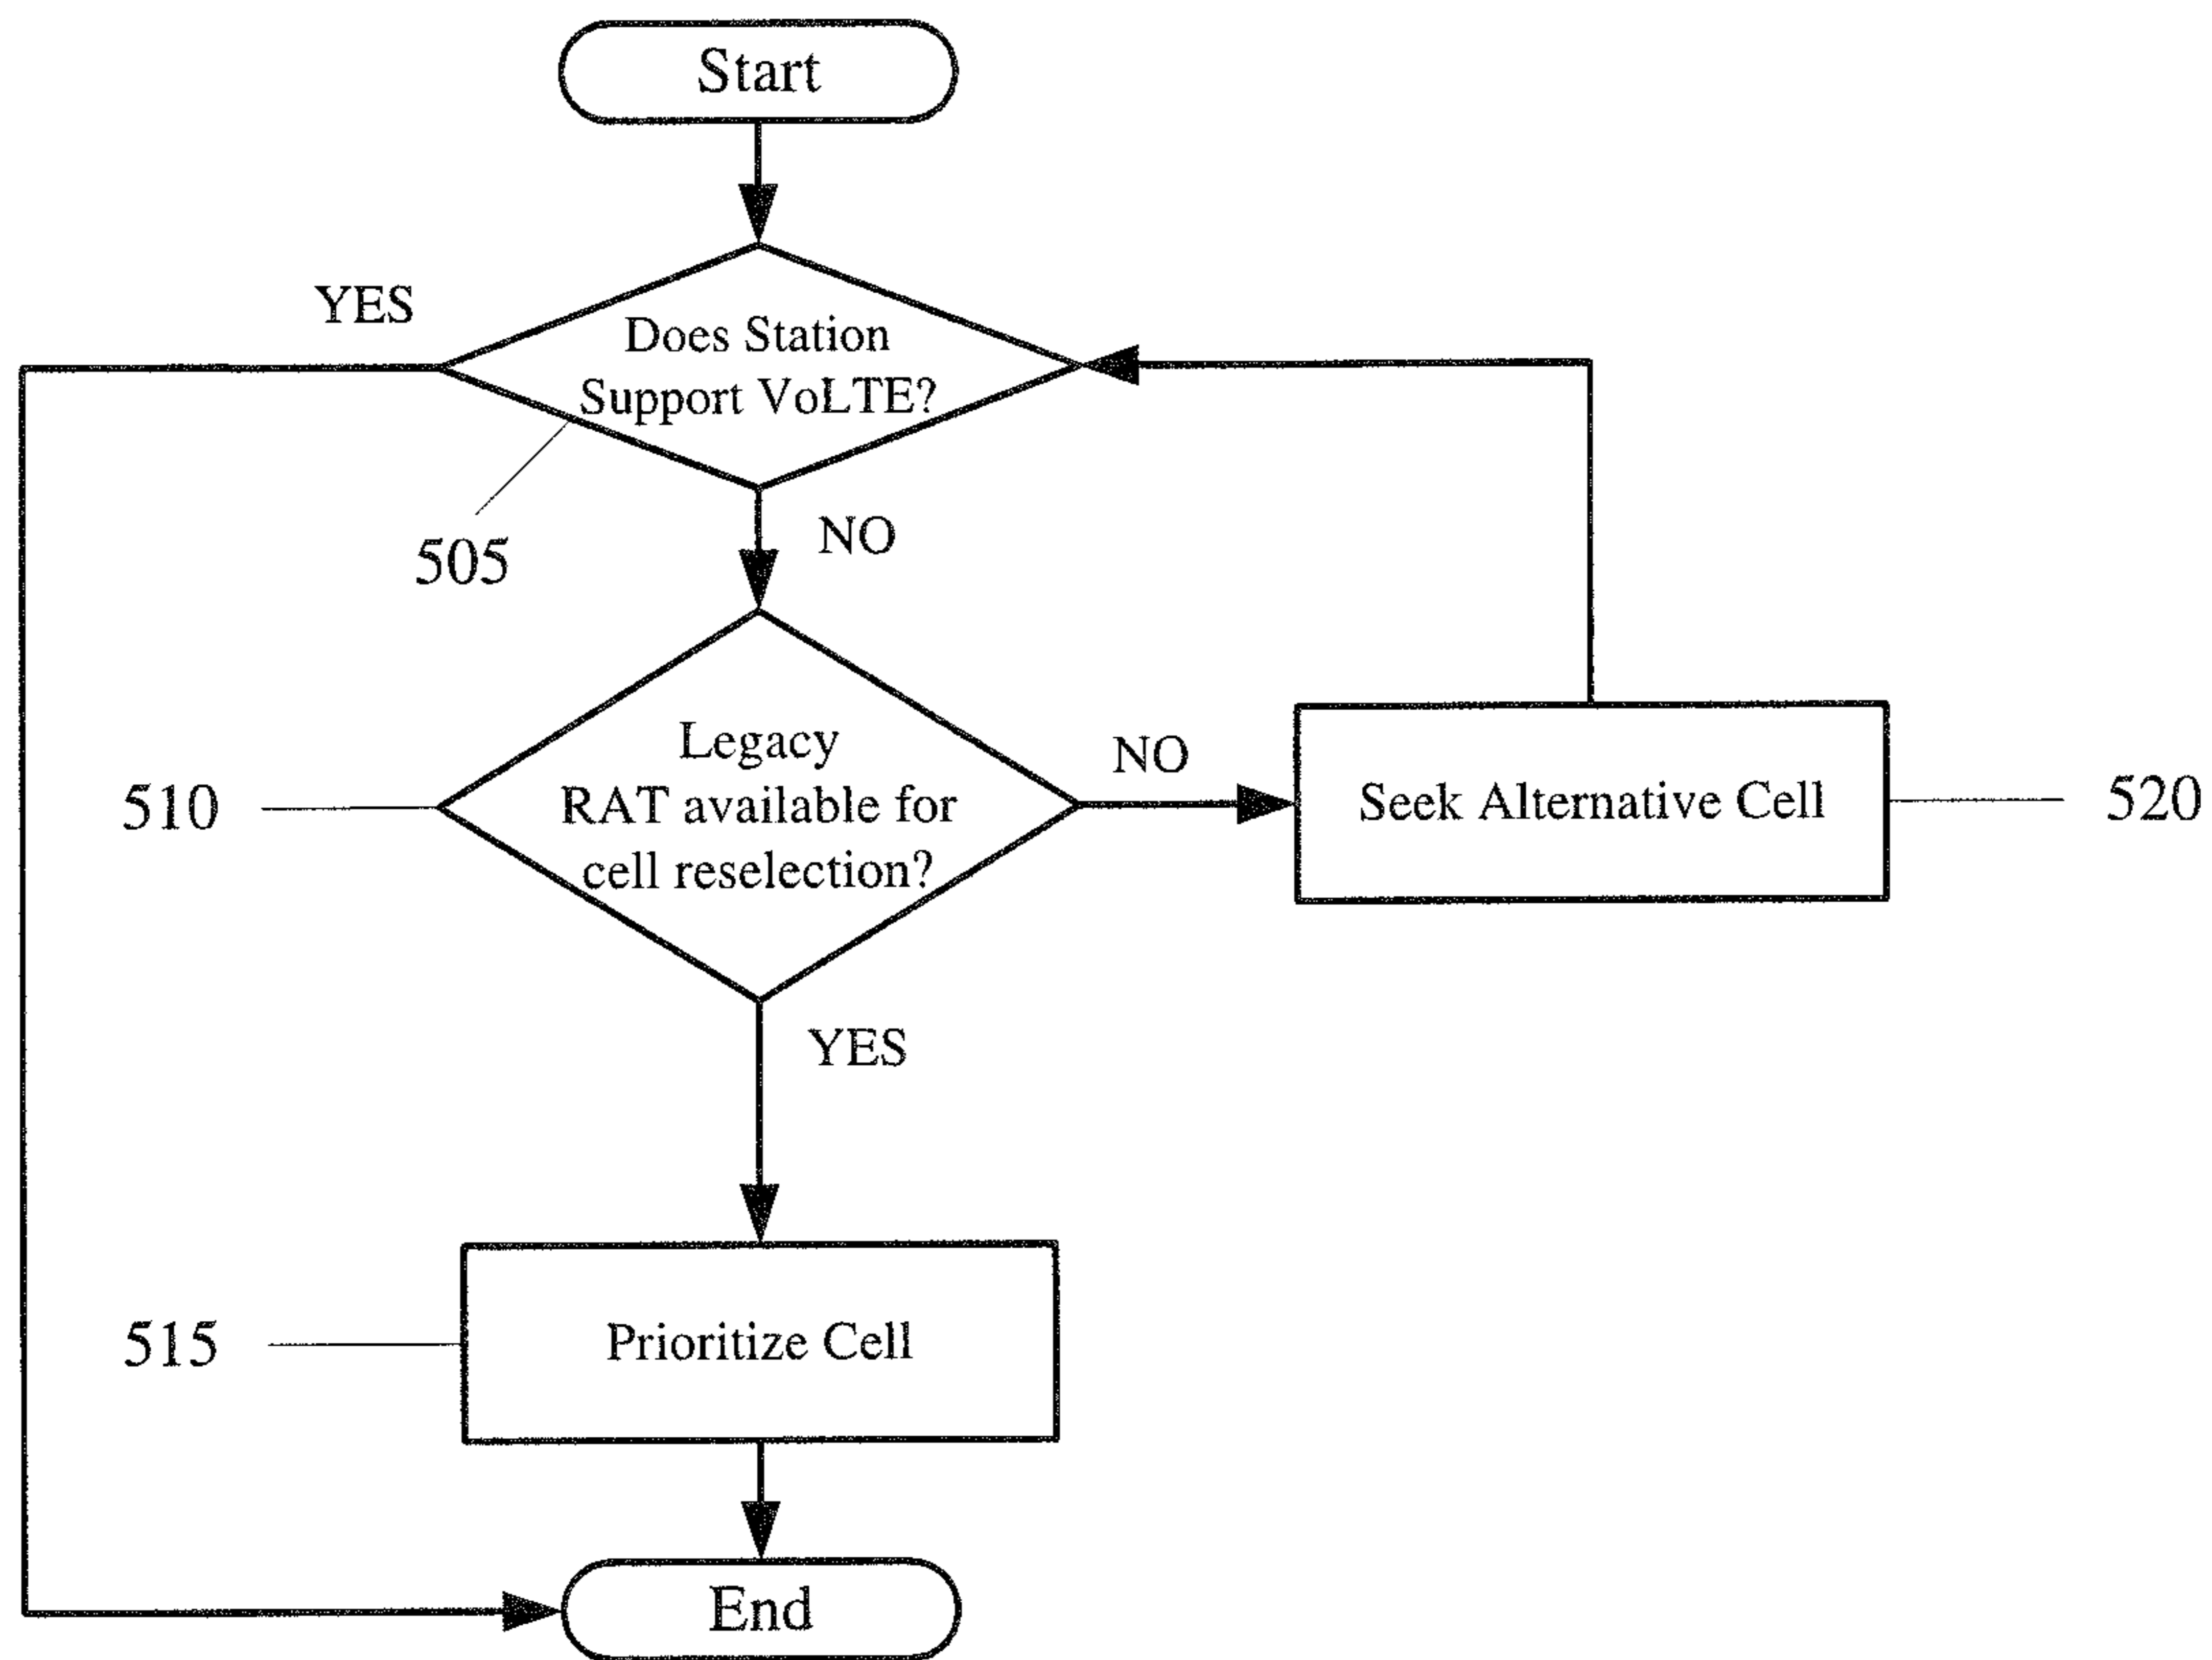 Start
YES
Does Station
Support VoLTE?
505
NO
Legacy
RAT available for
cell reselection?
510
NO
Seek Alternative Cell
520
YES
Prioritize Cell
515
End